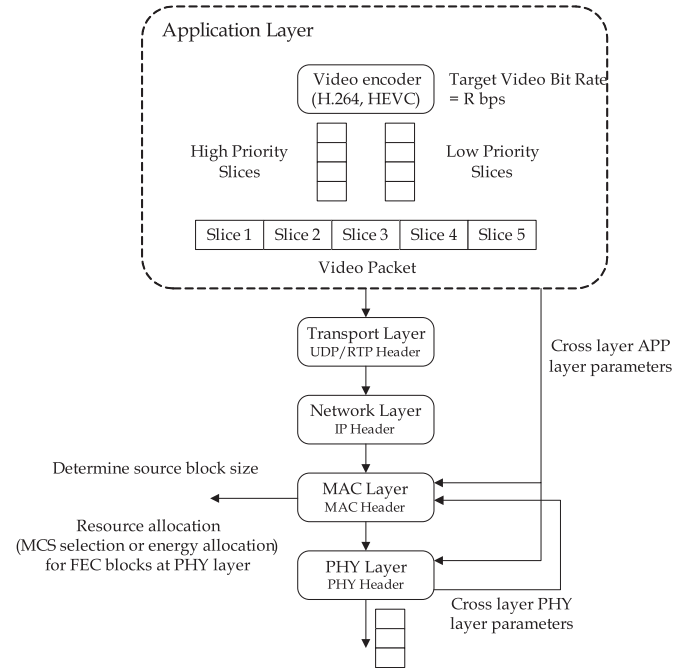 Application Layer
Video encoder
(H.264, HEVC)
Target Video Bit Rate
= R bps
High Priority
Slices
Low Priority
Slices
Slice 1
Slice 2
Slice 3
Slice 4
Slice 5
Video Packet
Transport Layer
UDP/RTP Header
Cross layer APP
layer parameters
Network Layer
IP Header
Determine source block size
MAC Layer
MAC Header
Resource allocation
(MCS selection or energy allocation)
for FEC blocks at PHY layer
PHY Layer
PHY Header
Cross layer PHY
layer parameters